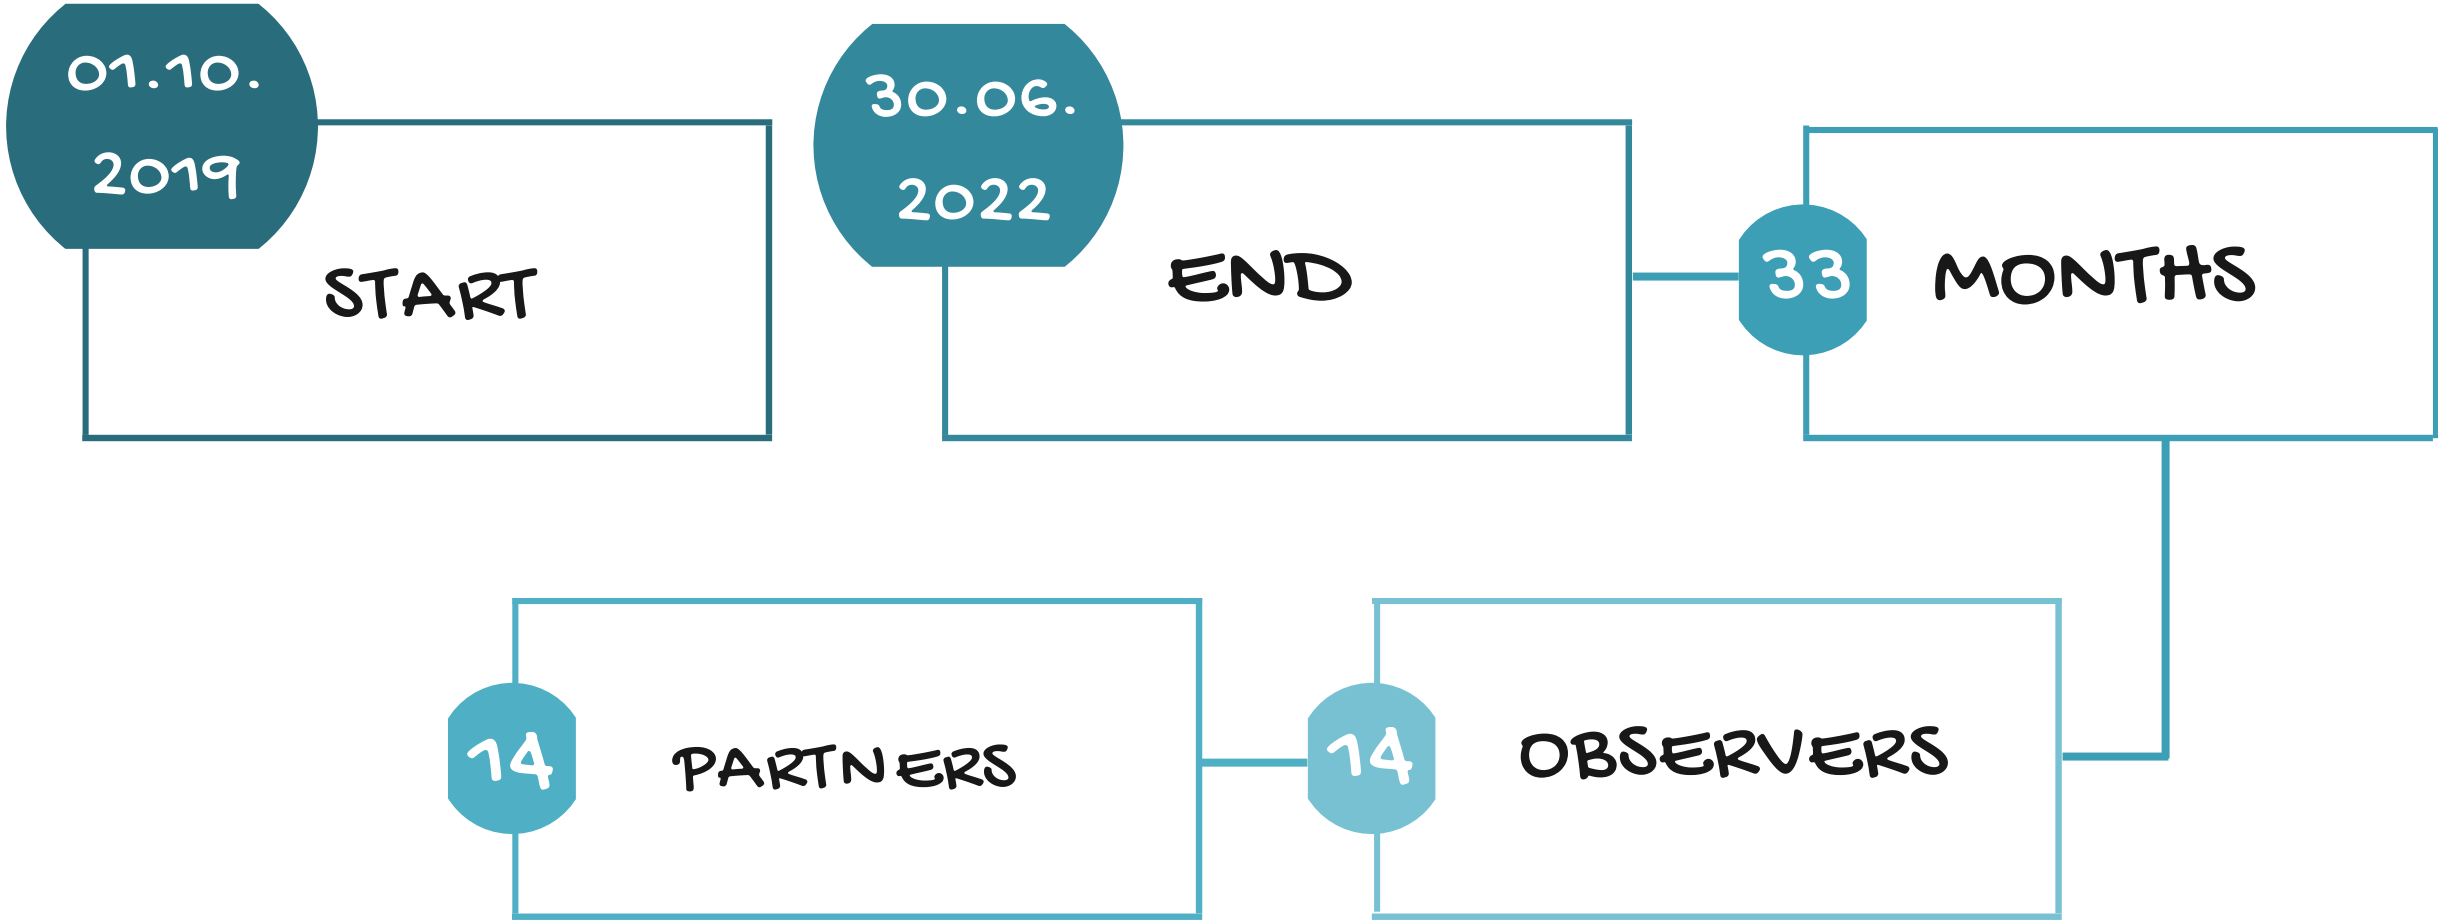 01.10.
2019
START
30.06.
2022
END
33
MONTHS
14
PARTNERS
14
OBSERVERS